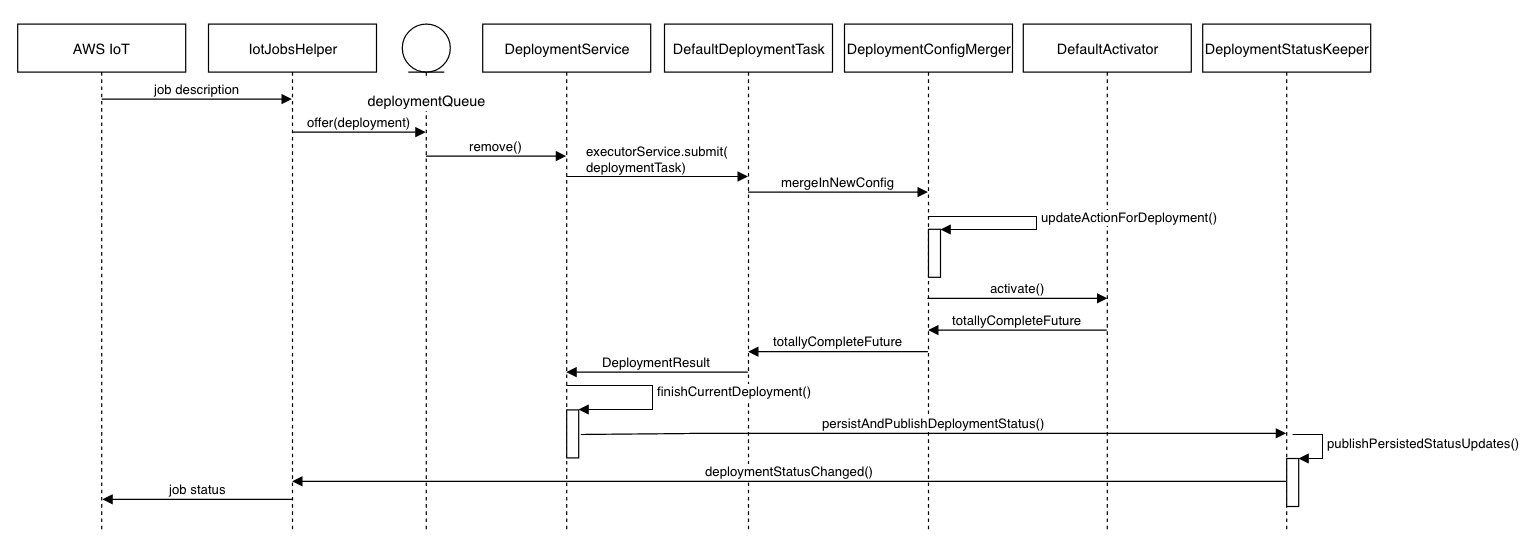 AWS IoT
IotJobsHelper
DeploymentService
DefaultDeploymentTask
DeploymentConfigMerger
DefaultActivator
DeploymentStatusKeeper
job description
deploymentQueue
offer(deployment)
remove()
executorService.submit(
deploymentTask)
mergeInNewConfig
updateActionForDeployment()
activate()
totallyCompleteFuture
totallyCompleteFuture
DeploymentResult
finishCurrentDeployment()
persistAndPublishDeploymentStatus()
publishPersistedStatusUpdates()
deploymentStatusChanged()
job status